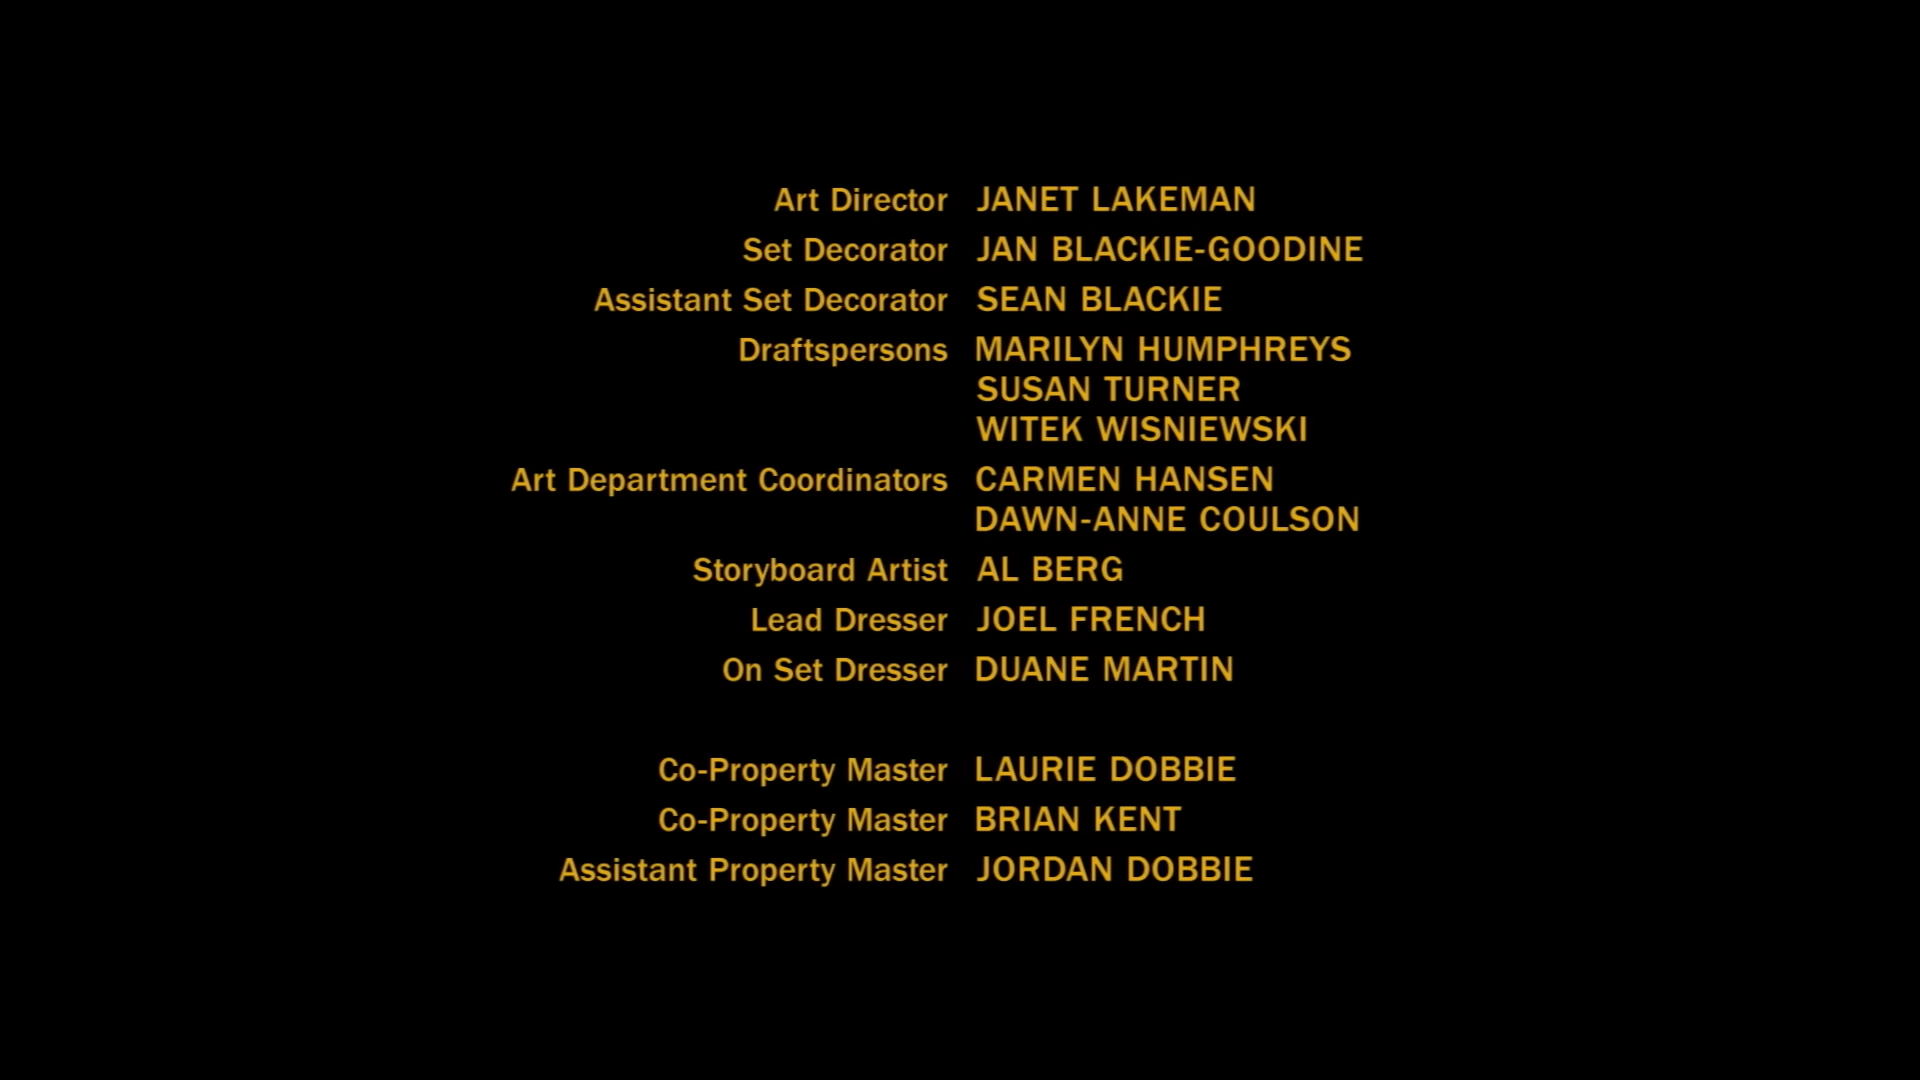 Art Director JANET LAKEMAN
Set Decorator JAN BLACKIE-GOODINE
Assistant Set Decorator SEAN BLACKIE
Draftspersons MARILYN HUMPHREYS
SUSAN TURNER
WITEK WISNIEWSKI
Art Department Coordinators CARMEN HANSEN
DAWN-ANNE COULSON
Storyboard Artist AL BERG
Lead Dresser JOEL FRENCH
On Set Dresser DUANE MARTIN
Co-Property Master LAURIE DOBBIE
Co-Property Master BRIAN KENT
Assistant Property Master JORDAN DOBBIE